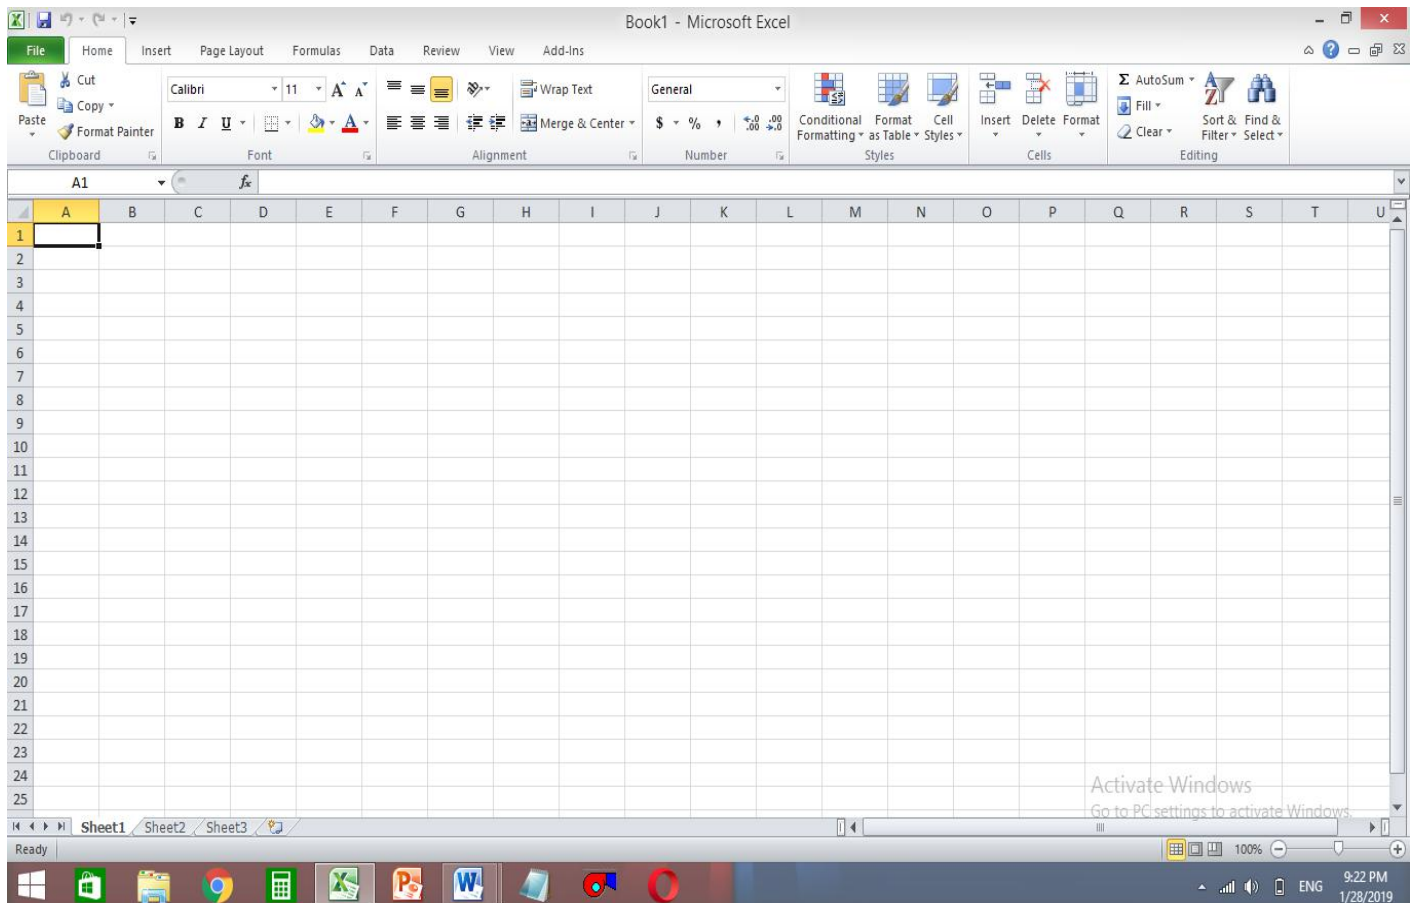 Book1 - Microsoft Excel
File Home Insert Page Layout Formulas Data Review View Add-Ins
Paste
Cut
Copy
Format Painter
Clipboard
Calibri 11
B I U
Font
Wrap Text
Merge & Center
Alignment
General
$ % ,
Number
Conditional Formatting
Format as Table
Cell Styles
Styles
Insert Delete Format
Cells
Σ AutoSum
Fill
Clear
Sort & Filter
Find & Select
Editing
A1 fx
A B C D E F G H I J K L M N O P Q R S T U
1
2
3
4
5
6
7
8
9
10
11
12
13
14
15
16
17
18
19
20
21
22
23
24
25
Activate Windows
Go to PC settings to activate Windows.
Sheet1 Sheet2 Sheet3
Ready 100%
ENG 9:22 PM
1/28/2019